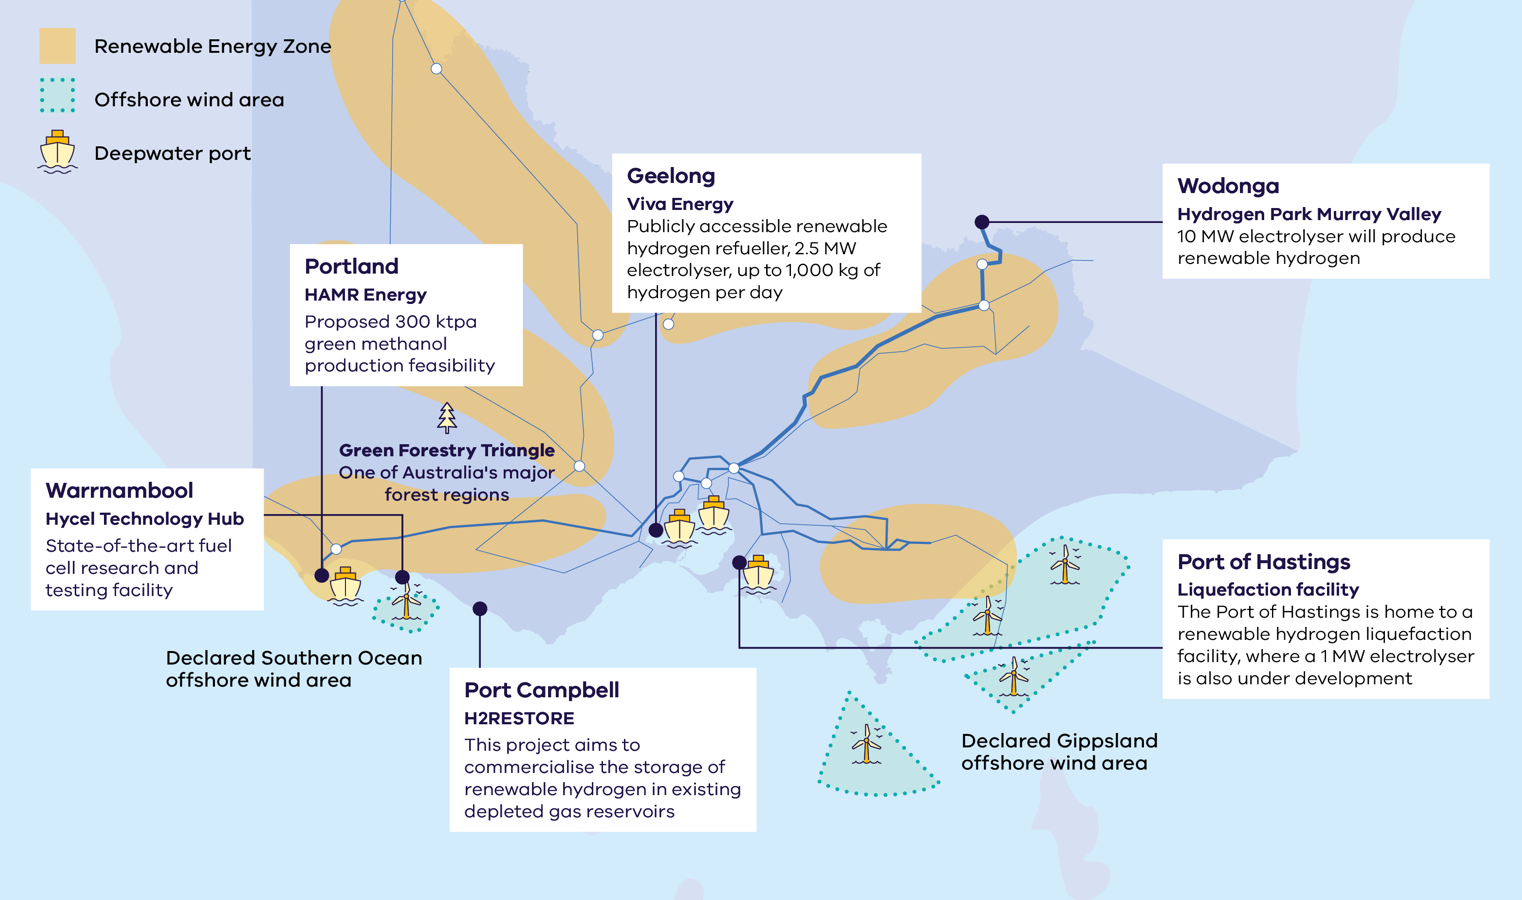 Renewable Energy Zone
Offshore wind area
Deepwater port
Geelong
Viva Energy
Publicly accessible renewable
hydrogen refueller, 2.5 MW
electrolyser, up to 1,000 kg of
hydrogen per day
Wodonga
Hydrogen Park Murray Valley
10 MW electrolyser will produce
renewable hydrogen
Portland
HAMR Energy
Proposed 300 ktpa
green methanol
production feasibility
Green Forestry Triangle
One of Australia's major
forest regions
Warrnambool
Hycel Technology Hub
State-of-the-art fuel
cell research and
testing facility
Declared Southern Ocean
offshore wind area
Port Campbell
H2RESTORE
This project aims to
commercialise the storage of
renewable hydrogen in existing
depleted gas reservoirs
Port of Hastings
Liquefaction facility
The Port of Hastings is home to a
renewable hydrogen liquefaction
facility, where a 1 MW electrolyser
is also under development
Declared Gippsland
offshore wind area